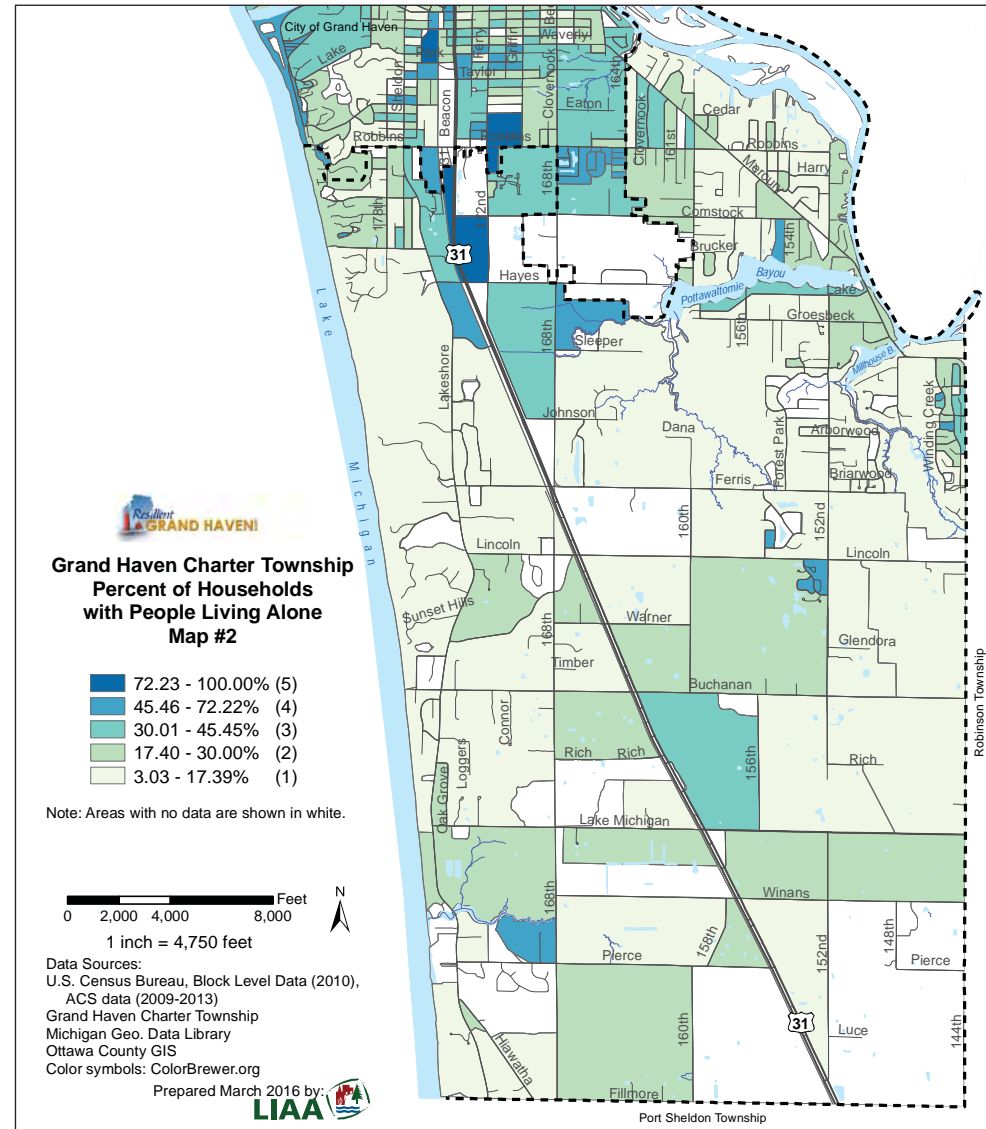 City of Grand Haven
Lake
Sheldon
Park
Beacon
Ferry
Griffin
Taylor
Waverly
Cloverknook
Eaton
164th
Cedar
Robbins
Robbins
Cloverknook
161st
Robbins
Harry
Mercury
178th
31
168th
Comstock
Brucker
154th
Hayes
Pottawattomie
Bayou
Lake
Groesbeck
156th
Sleeper
168th
Millhouse B.
Lakeshore
Lake
Michigan
Johnson
Dana
Forest Park
Arborwood
Briarwood
Winding Creek
Ferris
160th
152nd
Lincoln
Lincoln
Resilient
GRAND HAVEN!
Grand Haven Charter Township
Percent of Households
with People Living Alone
Map #2
72.23 - 100.00% (5)
45.46 - 72.22% (4)
30.01 - 45.45% (3)
17.40 - 30.00% (2)
3.03 - 17.39% (1)
Note: Areas with no data are shown in white.
Sunset Hills
168th
Warner
Glendora
Timber
Buchanan
Robinson Township
Connor
Loggers
Oak Grove
Rich
Rich
156th
Rich
Lake Michigan
Winans
168th
Pierce
158th
152nd
148th
Pierce
N
Feet
0 2,000 4,000 8,000
1 inch = 4,750 feet
Data Sources:
U.S. Census Bureau, Block Level Data (2010),
ACS data (2009-2013)
Grand Haven Charter Township
Michigan Geo. Data Library
Ottawa County GIS
Color symbols: ColorBrewer.org
Prepared March 2016 by:
LIAA
Hiawatha
160th
31
Luce
144th
Fillmore
Port Sheldon Township